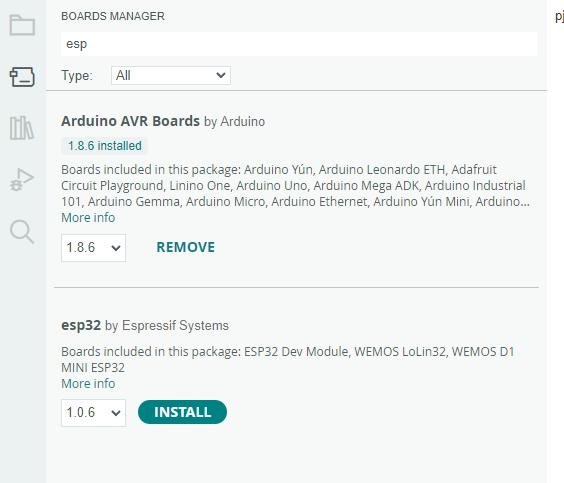 BOARDS MANAGER
pj
esp
Type: All
Arduino AVR Boards by Arduino
1.8.6 installed
Boards included in this package: Arduino Yún, Arduino Leonardo ETH, Adafruit
Circuit Playground, Linino One, Arduino Uno, Arduino Mega ADK, Arduino Industrial
101, Arduino Gemma, Arduino Micro, Arduino Ethernet, Arduino Yún Mini, Arduino...
More info
1.8.6 REMOVE
esp32 by Espressif Systems
Boards included in this package: ESP32 Dev Module, WEMOS LoLin32, WEMOS D1
MINI ESP32
More info
1.0.6 INSTALL